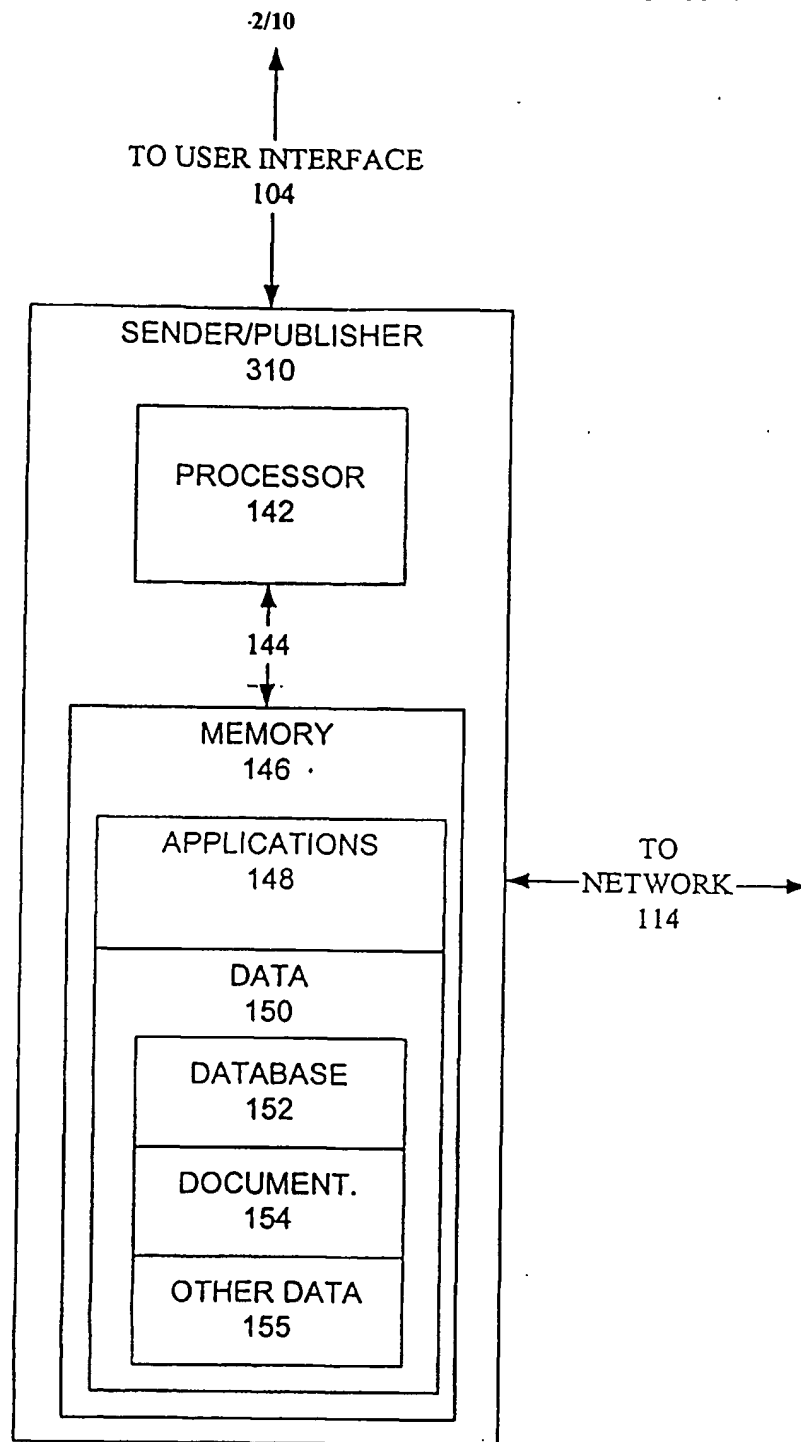 2/10
TO USER INTERFACE
104
SENDER/PUBLISHER
310
PROCESSOR
142
144
MEMORY
146
APPLICATIONS
148
TO
NETWORK
114
DATA
150
DATABASE
152
DOCUMENT.
154
OTHER DATA
155